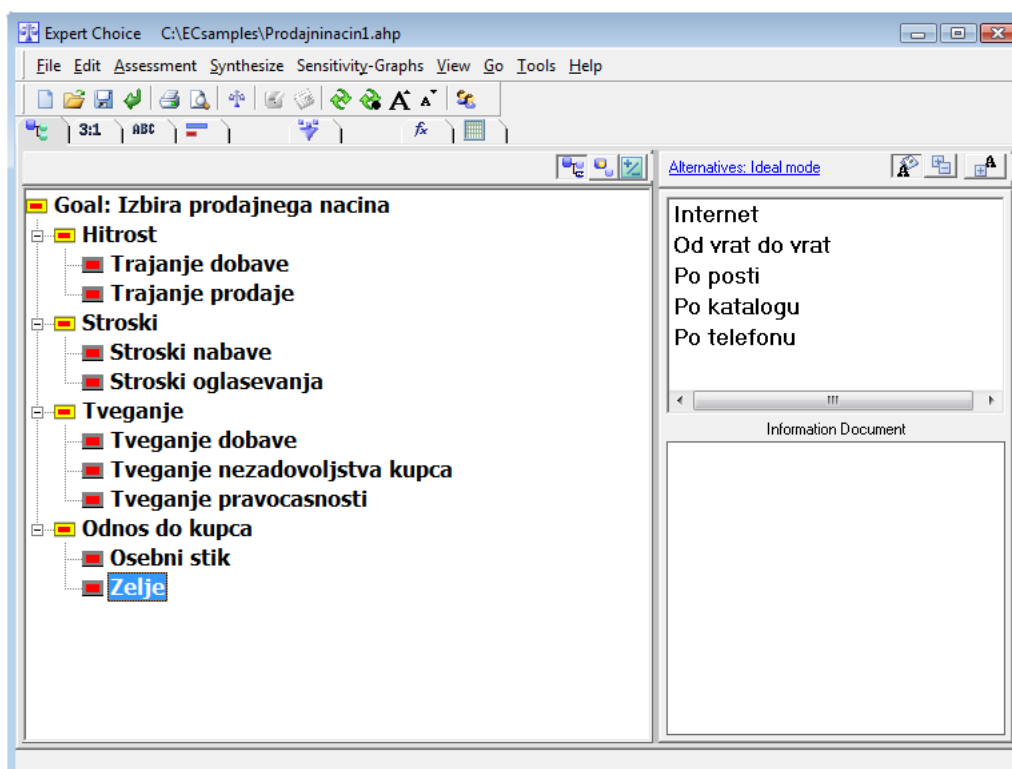 Expert Choice C:\ECsamples\Prodajninacin1.ahp
File Edit Assessment Synthesize Sensitivity-Graphs View Go Tools Help
3:1 ABC fx
Alternatives: Ideal mode
Goal: Izbira prodajnega nacina
Hitrost
Trajanje dobave
Trajanje prodaje
Stroski
Stroski nabave
Stroski oglasevanja
Tveganje
Tveganje dobave
Tveganje nezadovoljstva kupca
Tveganje pravocasnosti
Odnos do kupca
Osebni stik
Zelje
Internet
Od vrat do vrat
Po posti
Po katalogu
Po telefonu
Information Document